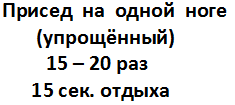 Присед на одной ноге
(упрощённый)
15 – 20 раз
15 сек. отдыха